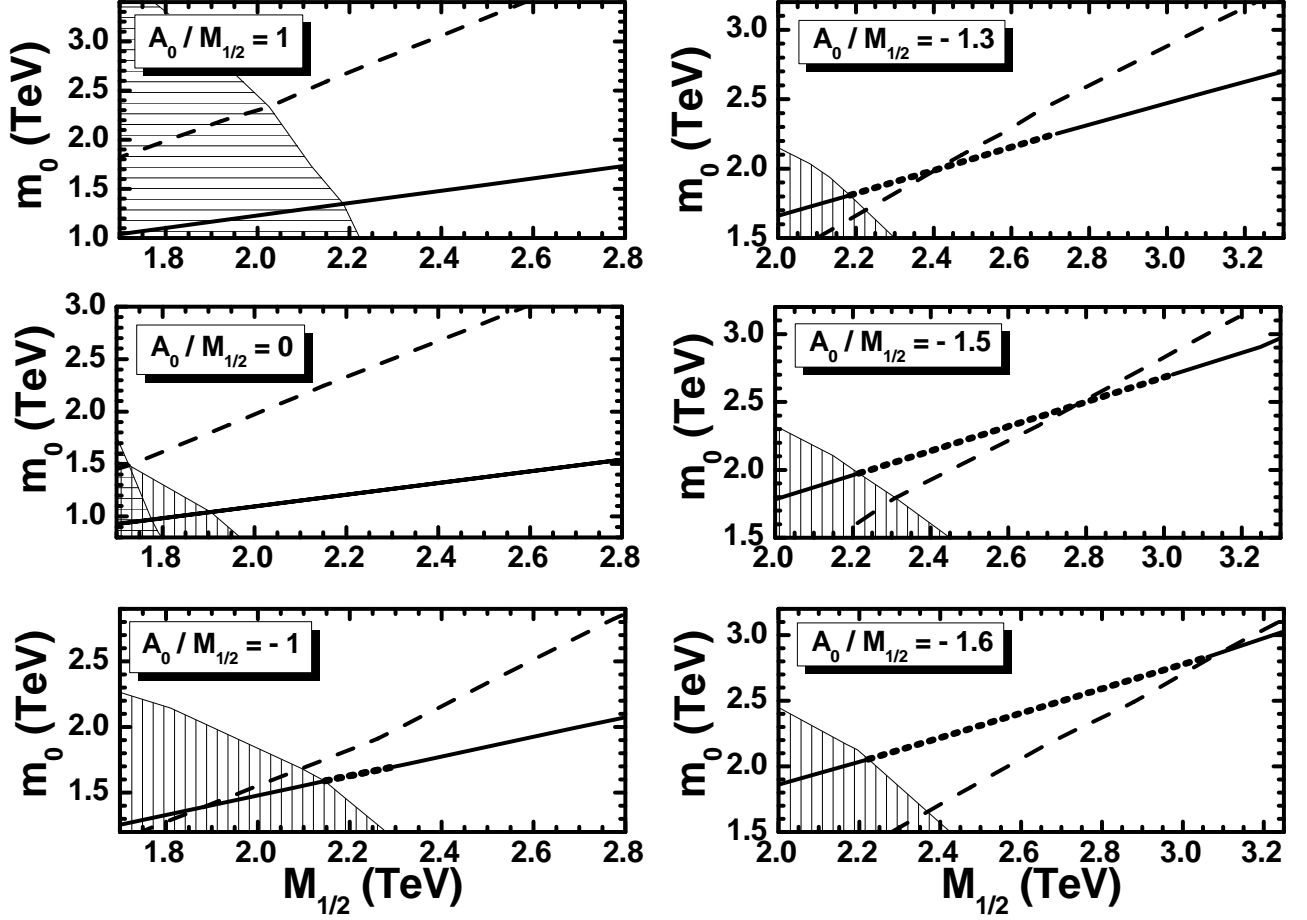 A0 / M1/2 = 1
m0 (TeV)
3.0
2.5
2.0
1.5
1.0
1.8 2.0 2.2 2.4 2.6 2.8
A0 / M1/2 = - 1.3
m0 (TeV)
3.0
2.5
2.0
1.5
2.0 2.2 2.4 2.6 2.8 3.0 3.2
A0 / M1/2 = 0
m0 (TeV)
3.0
2.5
2.0
1.5
1.0
1.8 2.0 2.2 2.4 2.6 2.8
A0 / M1/2 = - 1.5
m0 (TeV)
3.0
2.5
2.0
1.5
2.0 2.2 2.4 2.6 2.8 3.0 3.2
A0 / M1/2 = - 1
m0 (TeV)
2.5
2.0
1.5
1.8 2.0 2.2 2.4 2.6 2.8
M1/2 (TeV)
A0 / M1/2 = - 1.6
m0 (TeV)
3.0
2.5
2.0
1.5
2.0 2.2 2.4 2.6 2.8 3.0 3.2
M1/2 (TeV)